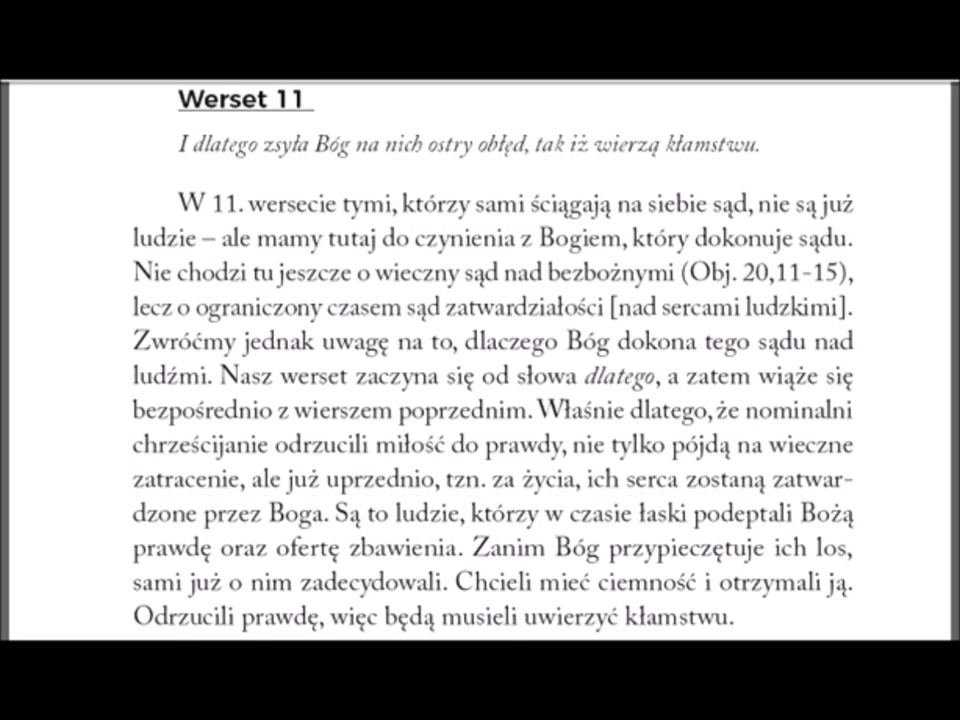 Werset 11
I dlatego zsyła Bóg na nich ostry obłęd, tak iż wierzą kłamstwu.
W 11. wersecie tymi, którzy sami ściągają na siebie sąd, nie są już
ludzie – ale mamy tutaj do czynienia z Bogiem, który dokonuje sądu.
Nie chodzi tu jeszcze o wieczny sąd nad bezbożnymi (Obj. 20,11-15),
lecz o ograniczony czasem sąd zatwardziałości [nad sercami ludzkimi].
Zwróćmy jednak uwagę na to, dlaczego Bóg dokona tego sądu nad
ludźmi. Nasz werset zaczyna się od słowa dlatego, a zatem wiąże się
bezpośrednio z wierszem poprzednim. Właśnie dlatego, że nominalni
chrześcijanie odrzucili miłość do prawdy, nie tylko pójdą na wieczne
zatracenie, ale już uprzednio, tzn. za życia, ich serca zostaną zatwar-
dzone przez Boga. Są to ludzie, którzy w czasie łaski podeptali Bożą
prawdę oraz ofertę zbawienia. Zanim Bóg przypieczętuje ich los,
sami już o nim zadecydowali. Chcieli mieć ciemność i otrzymali ją.
Odrzucili prawdę, więc będą musieli uwierzyć kłamstwu.